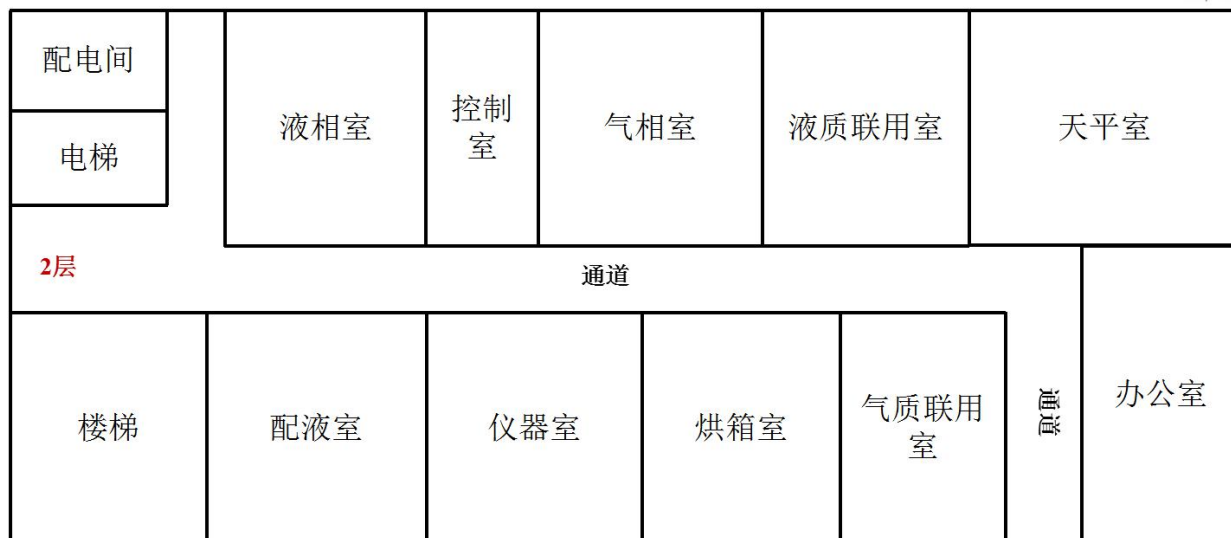 配电间
电梯
液相室
控制
室
气相室
液质联用室
天平室
2层
通道
楼梯
配液室
仪器室
烘箱室
气质联用
室
通道
办公室